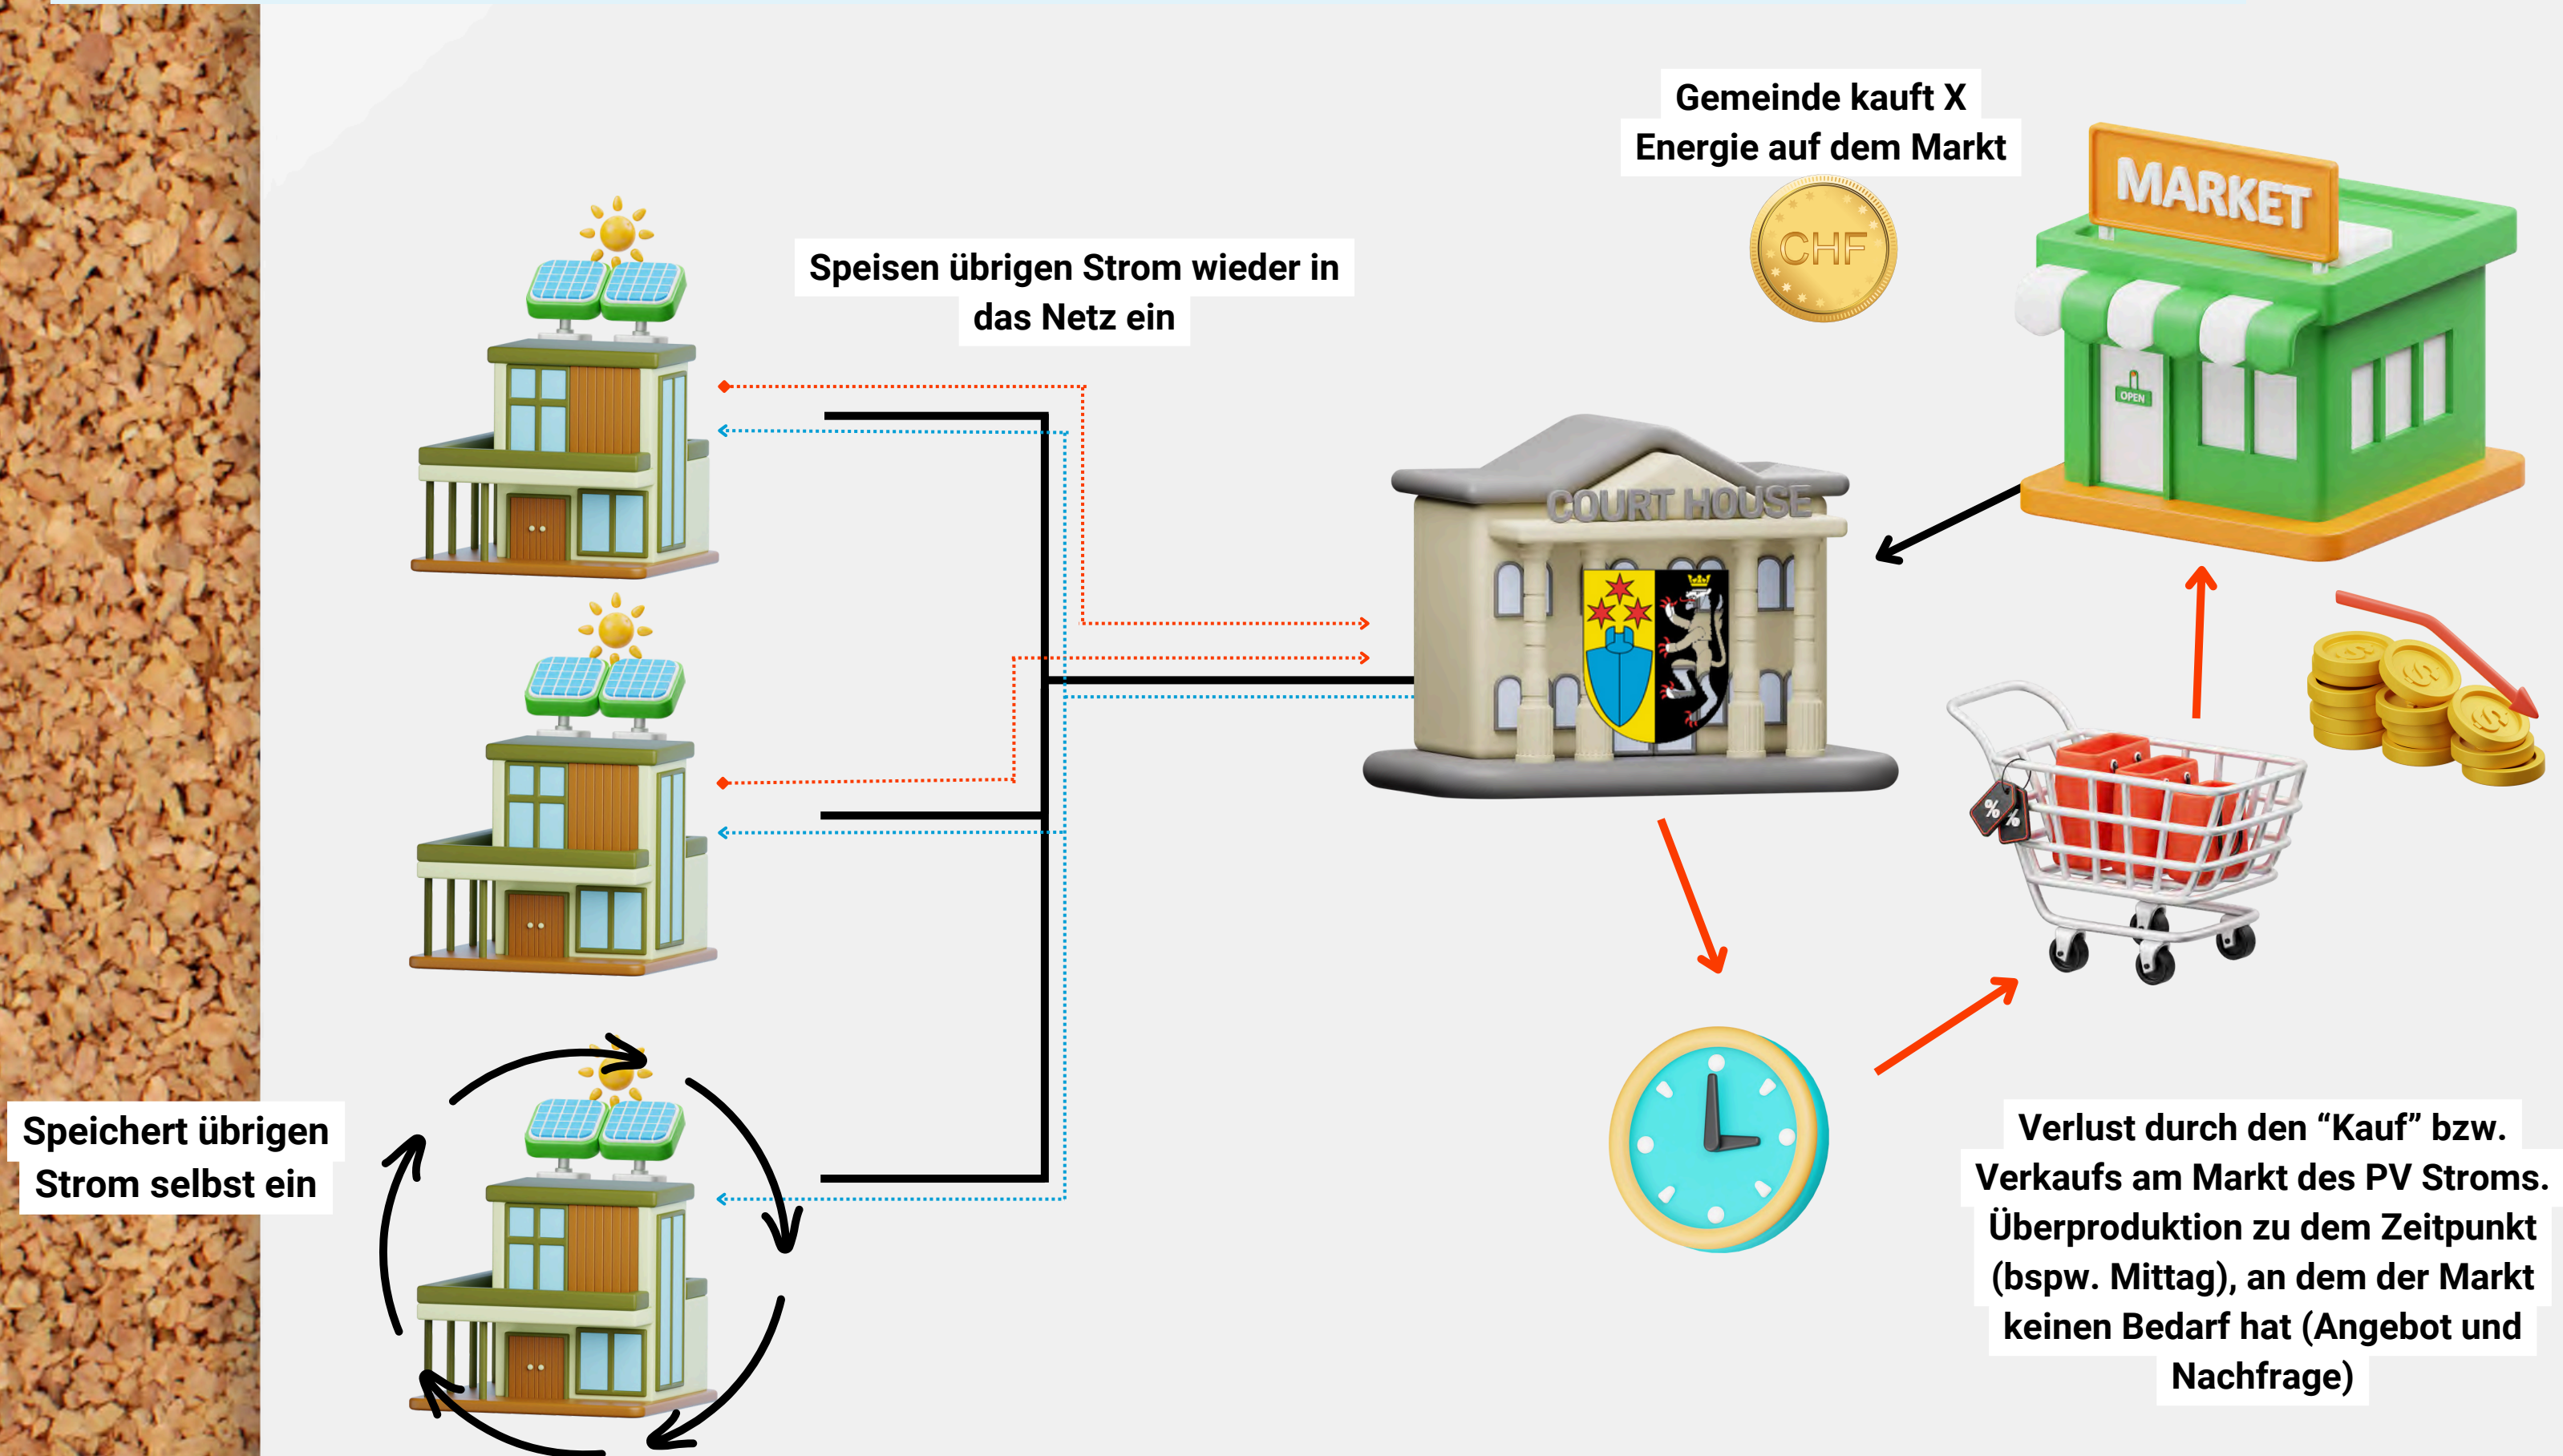 Gemeinde kauft X
Energie auf dem Markt
CHF
MARKET
OPEN
Speisen übrigen Strom wieder in
das Netz ein
COURT HOUSE
% %
Speichert übrigen
Strom selbst ein
Verlust durch den “Kauf” bzw.
Verkaufs am Markt des PV Stroms.
Überproduktion zu dem Zeitpunkt
(bspw. Mittag), an dem der Markt
keinen Bedarf hat (Angebot und
Nachfrage)